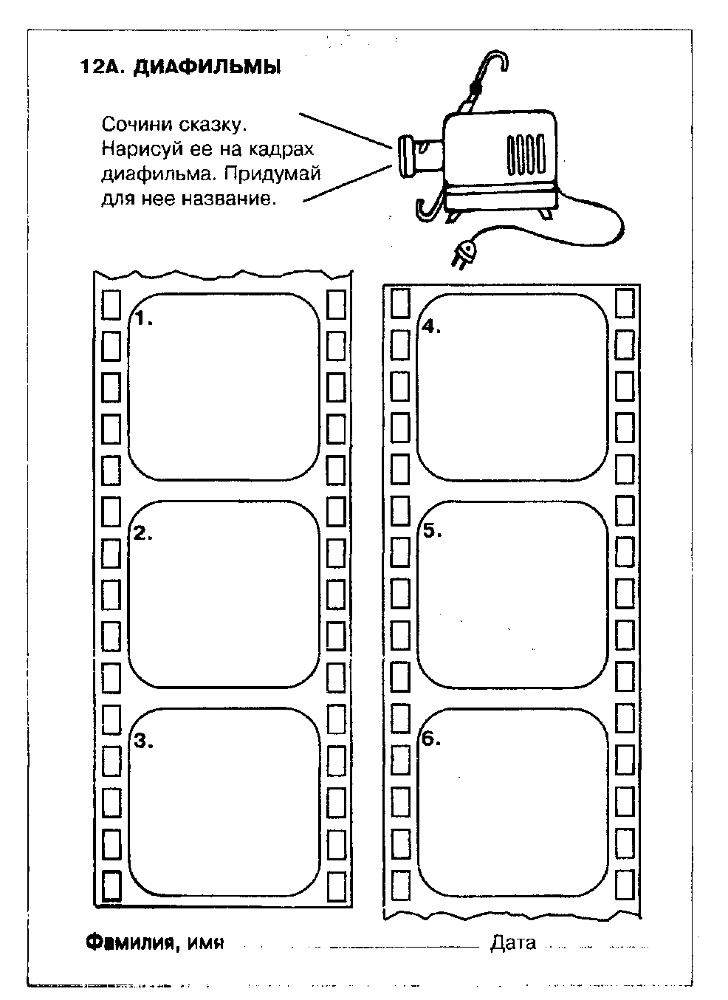 12А. ДИАФИЛЬМЫ
Сочини сказку.
Нарисуй ее на кадрах
диафильма. Придумай
для нее название.
1.
2.
3.
4.
5.
6.
Фамилия, имя
Дата